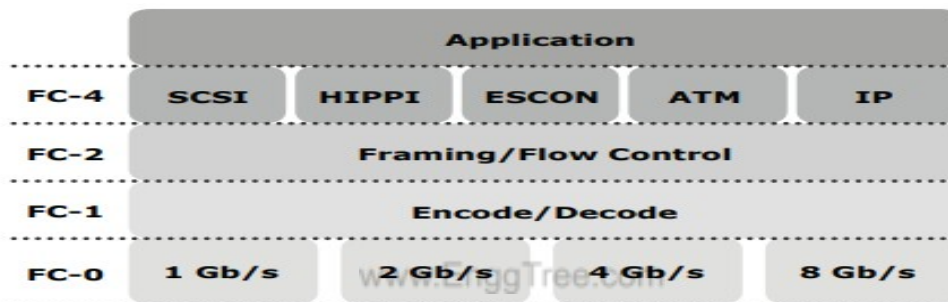 Application
FC-4 SCSI HIPPI ESCON ATM IP
FC-2 Framing/Flow Control
FC-1 Encode/Decode
FC-0 1 Gb/s 2 Gb/s 4 Gb/s 8 Gb/s
www.EnggTree.com